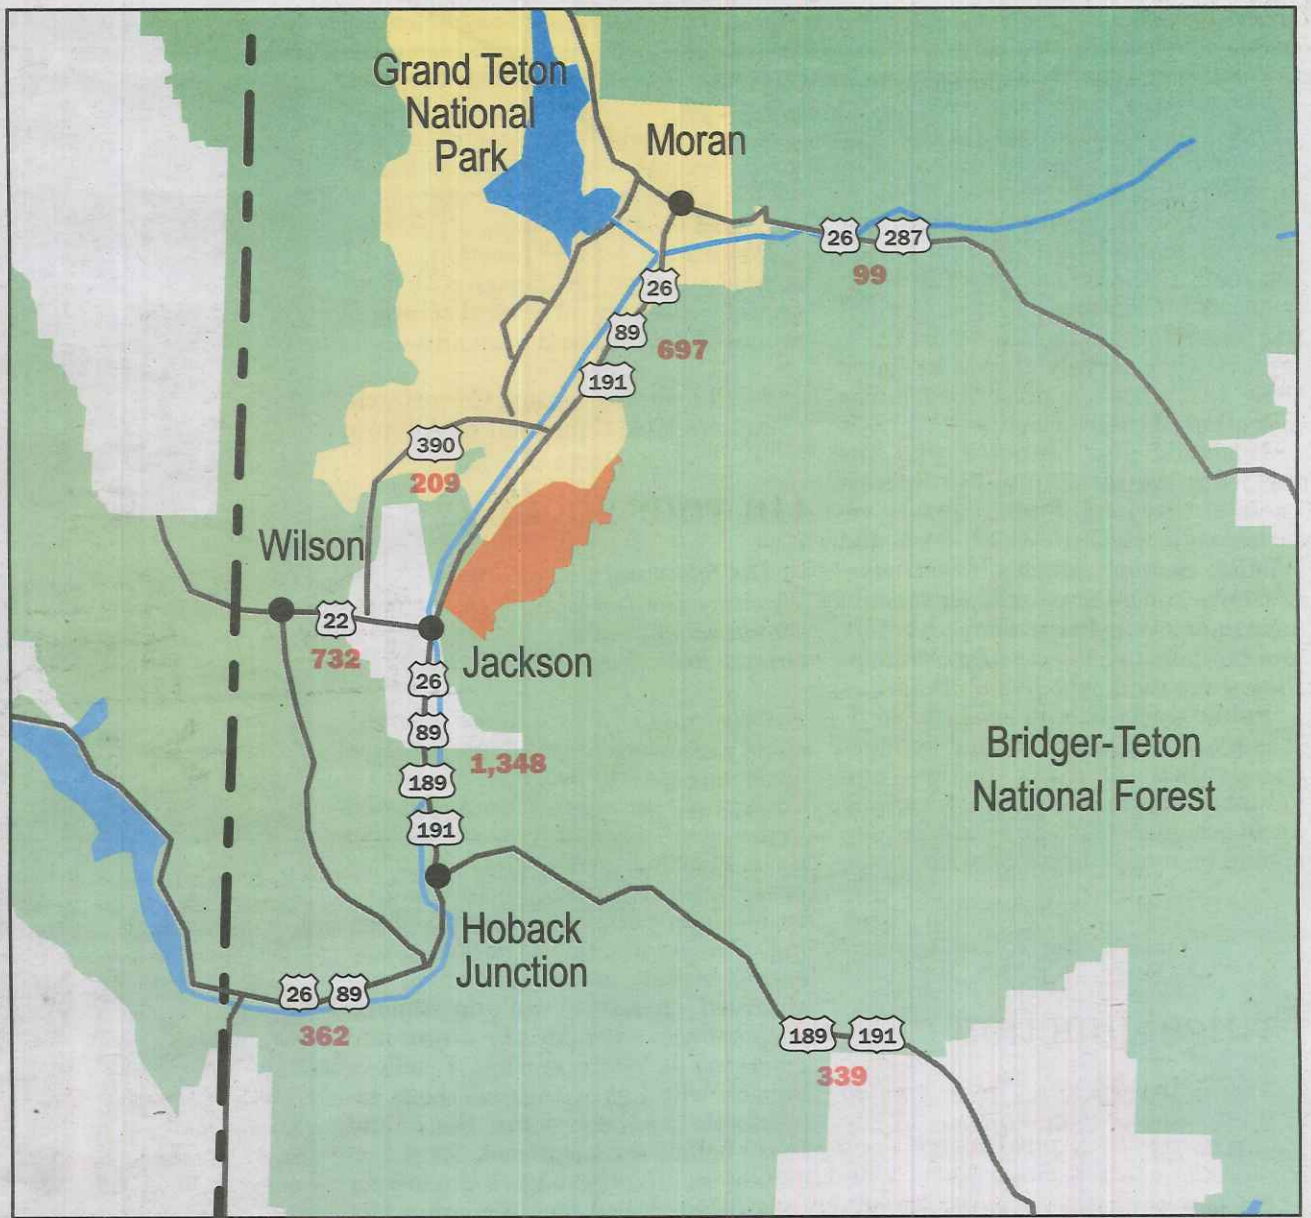 Grand Teton
National
Park
Moran
26
287
99
26
89
697
191
390
209
Wilson
22
732
Jackson
26
89
1,348
189
191
Bridger-Teton
National Forest
Hoback
Junction
26
89
362
189
191
339